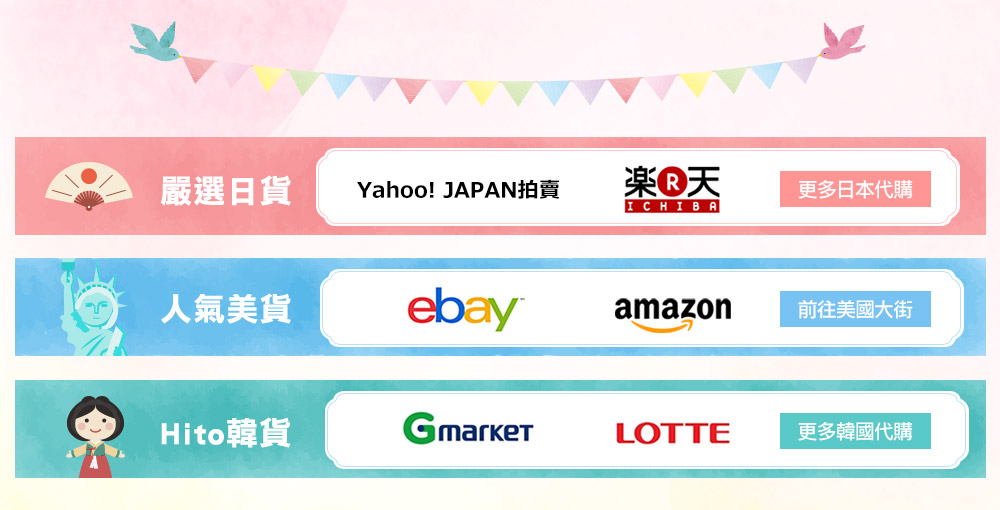 嚴選日貨
Yahoo! JAPAN拍賣
楽R天
ICHIBA
更多日本代購
人氣美貨
ebay™
amazon
前往美國大街
Hito韓貨
Gmarket
LOTTE
更多韓國代購